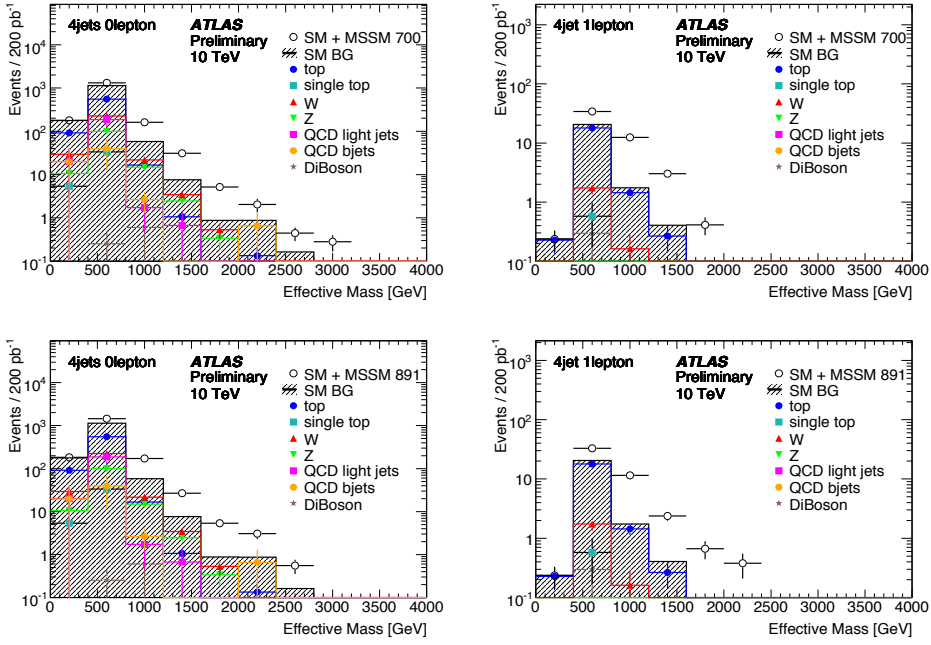 4jets 0lepton
ATLAS
Preliminary
10 TeV
SM + MSSM 700
SM BG
top
single top
W
Z
QCD light jets
QCD bjets
DiBoson
Events / 200 pb⁻¹
10⁴
10³
10²
10
1
10⁻¹
0 500 1000 1500 2000 2500 3000 3500 4000
Effective Mass [GeV]
4jet 1lepton
ATLAS
Preliminary
10 TeV
SM + MSSM 700
SM BG
top
single top
W
Z
QCD light jets
QCD bjets
DiBoson
Events / 200 pb⁻¹
10³
10²
10
1
10⁻¹
0 500 1000 1500 2000 2500 3000 3500 4000
Effective Mass [GeV]
4jets 0lepton
ATLAS
Preliminary
10 TeV
SM + MSSM 891
SM BG
top
single top
W
Z
QCD light jets
QCD bjets
DiBoson
Events / 200 pb⁻¹
10⁴
10³
10²
10
1
10⁻¹
0 500 1000 1500 2000 2500 3000 3500 4000
Effective Mass [GeV]
4jet 1lepton
ATLAS
Preliminary
10 TeV
SM + MSSM 891
SM BG
top
single top
W
Z
QCD light jets
QCD bjets
DiBoson
Events / 200 pb⁻¹
10³
10²
10
1
10⁻¹
0 500 1000 1500 2000 2500 3000 3500 4000
Effective Mass [GeV]